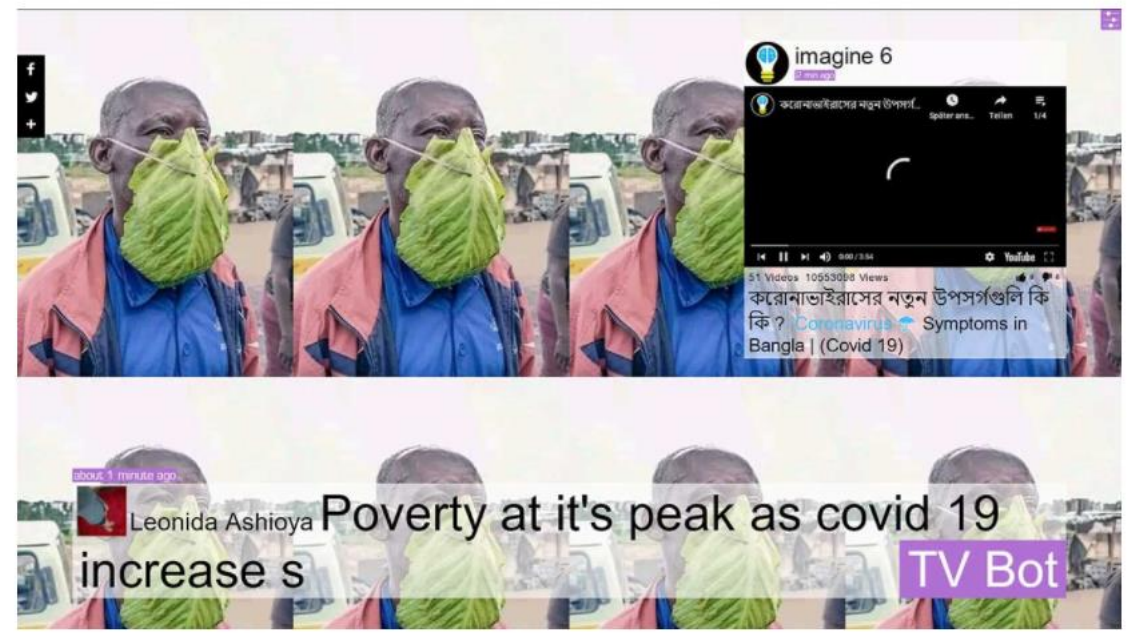 imagine 6
2 min ago
করোনাভাইরাসের নতুন উপসর্গ...
Später ans...
Teilen
1/4
0:00 / 3:54
YouTube
51 Videos 10553098 Views
করোনাভাইরাসের নতুন উপসর্গগুলি কি
কি ? Coronavirus Symptoms in
Bangla | (Covid 19)
about 1 minute ago
Leonida Ashioya Poverty at it's peak as covid 19
increase s
TV Bot